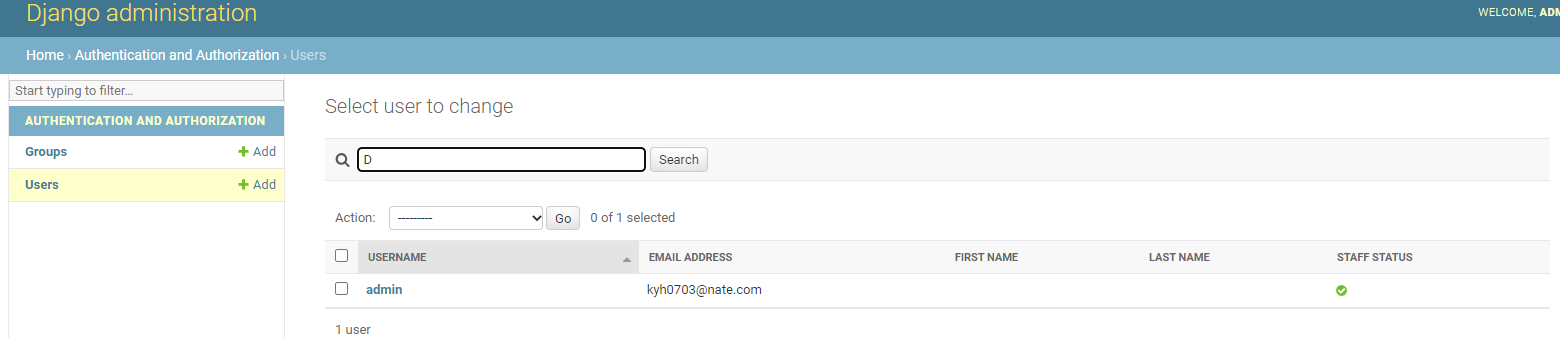 Django administration
WELCOME, ADM
Home › Authentication and Authorization › Users
Start typing to filter...
AUTHENTICATION AND AUTHORIZATION
Groups + Add
Users + Add
Select user to change
D Search
Action: --------- Go 0 of 1 selected
USERNAME EMAIL ADDRESS FIRST NAME LAST NAME STAFF STATUS
admin kyh0703@nate.com
1 user